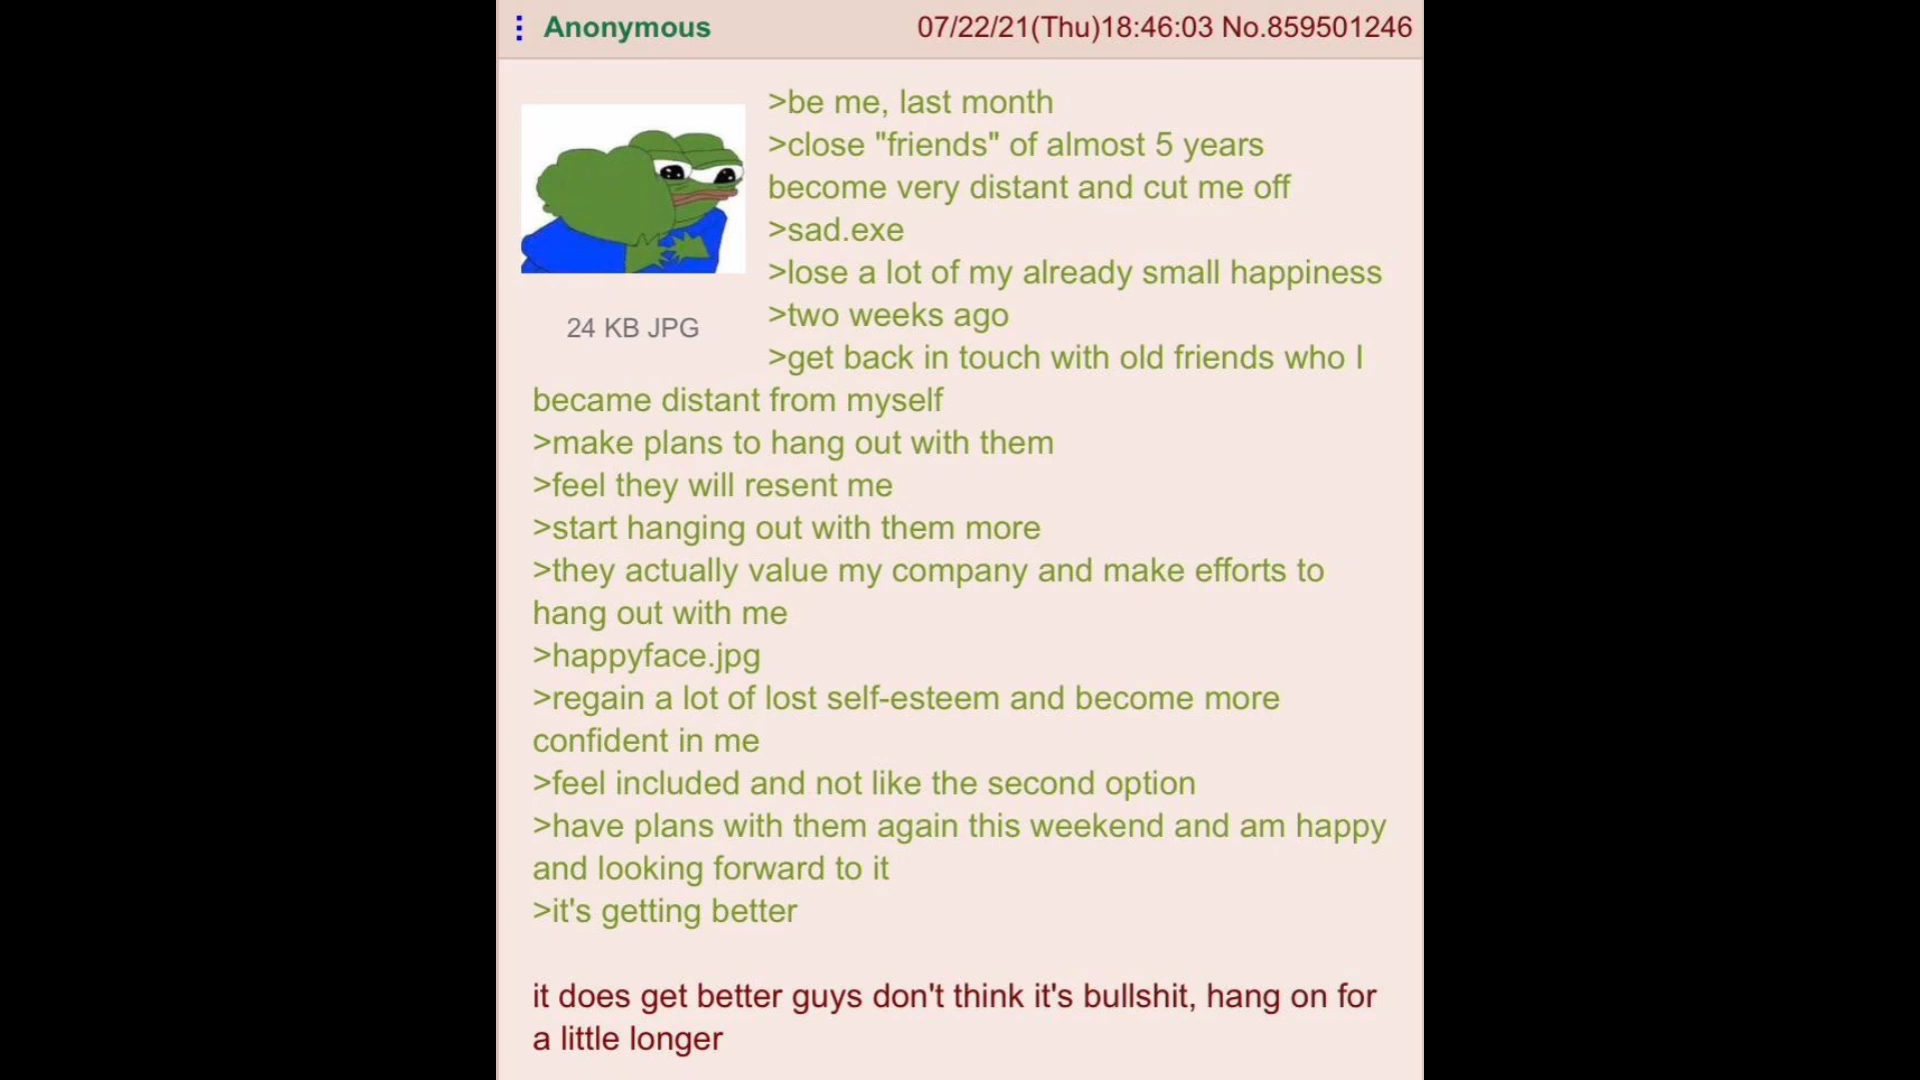 Anonymous 07/22/21(Thu)18:46:03 No.859501246
>be me, last month
>close "friends" of almost 5 years
become very distant and cut me off
>sad.exe
>lose a lot of my already small happiness
>two weeks ago
24 KB JPG
>get back in touch with old friends who I
became distant from myself
>make plans to hang out with them
>feel they will resent me
>start hanging out with them more
>they actually value my company and make efforts to
hang out with me
>happyface.jpg
>regain a lot of lost self-esteem and become more
confident in me
>feel included and not like the second option
>have plans with them again this weekend and am happy
and looking forward to it
>it's getting better
it does get better guys don't think it's bullshit, hang on for
a little longer